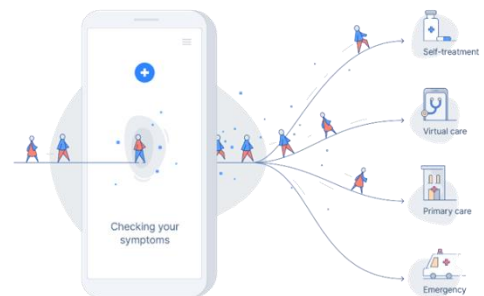 Self-treatment
Virtual care
Checking your
symptoms
Primary care
Emergency